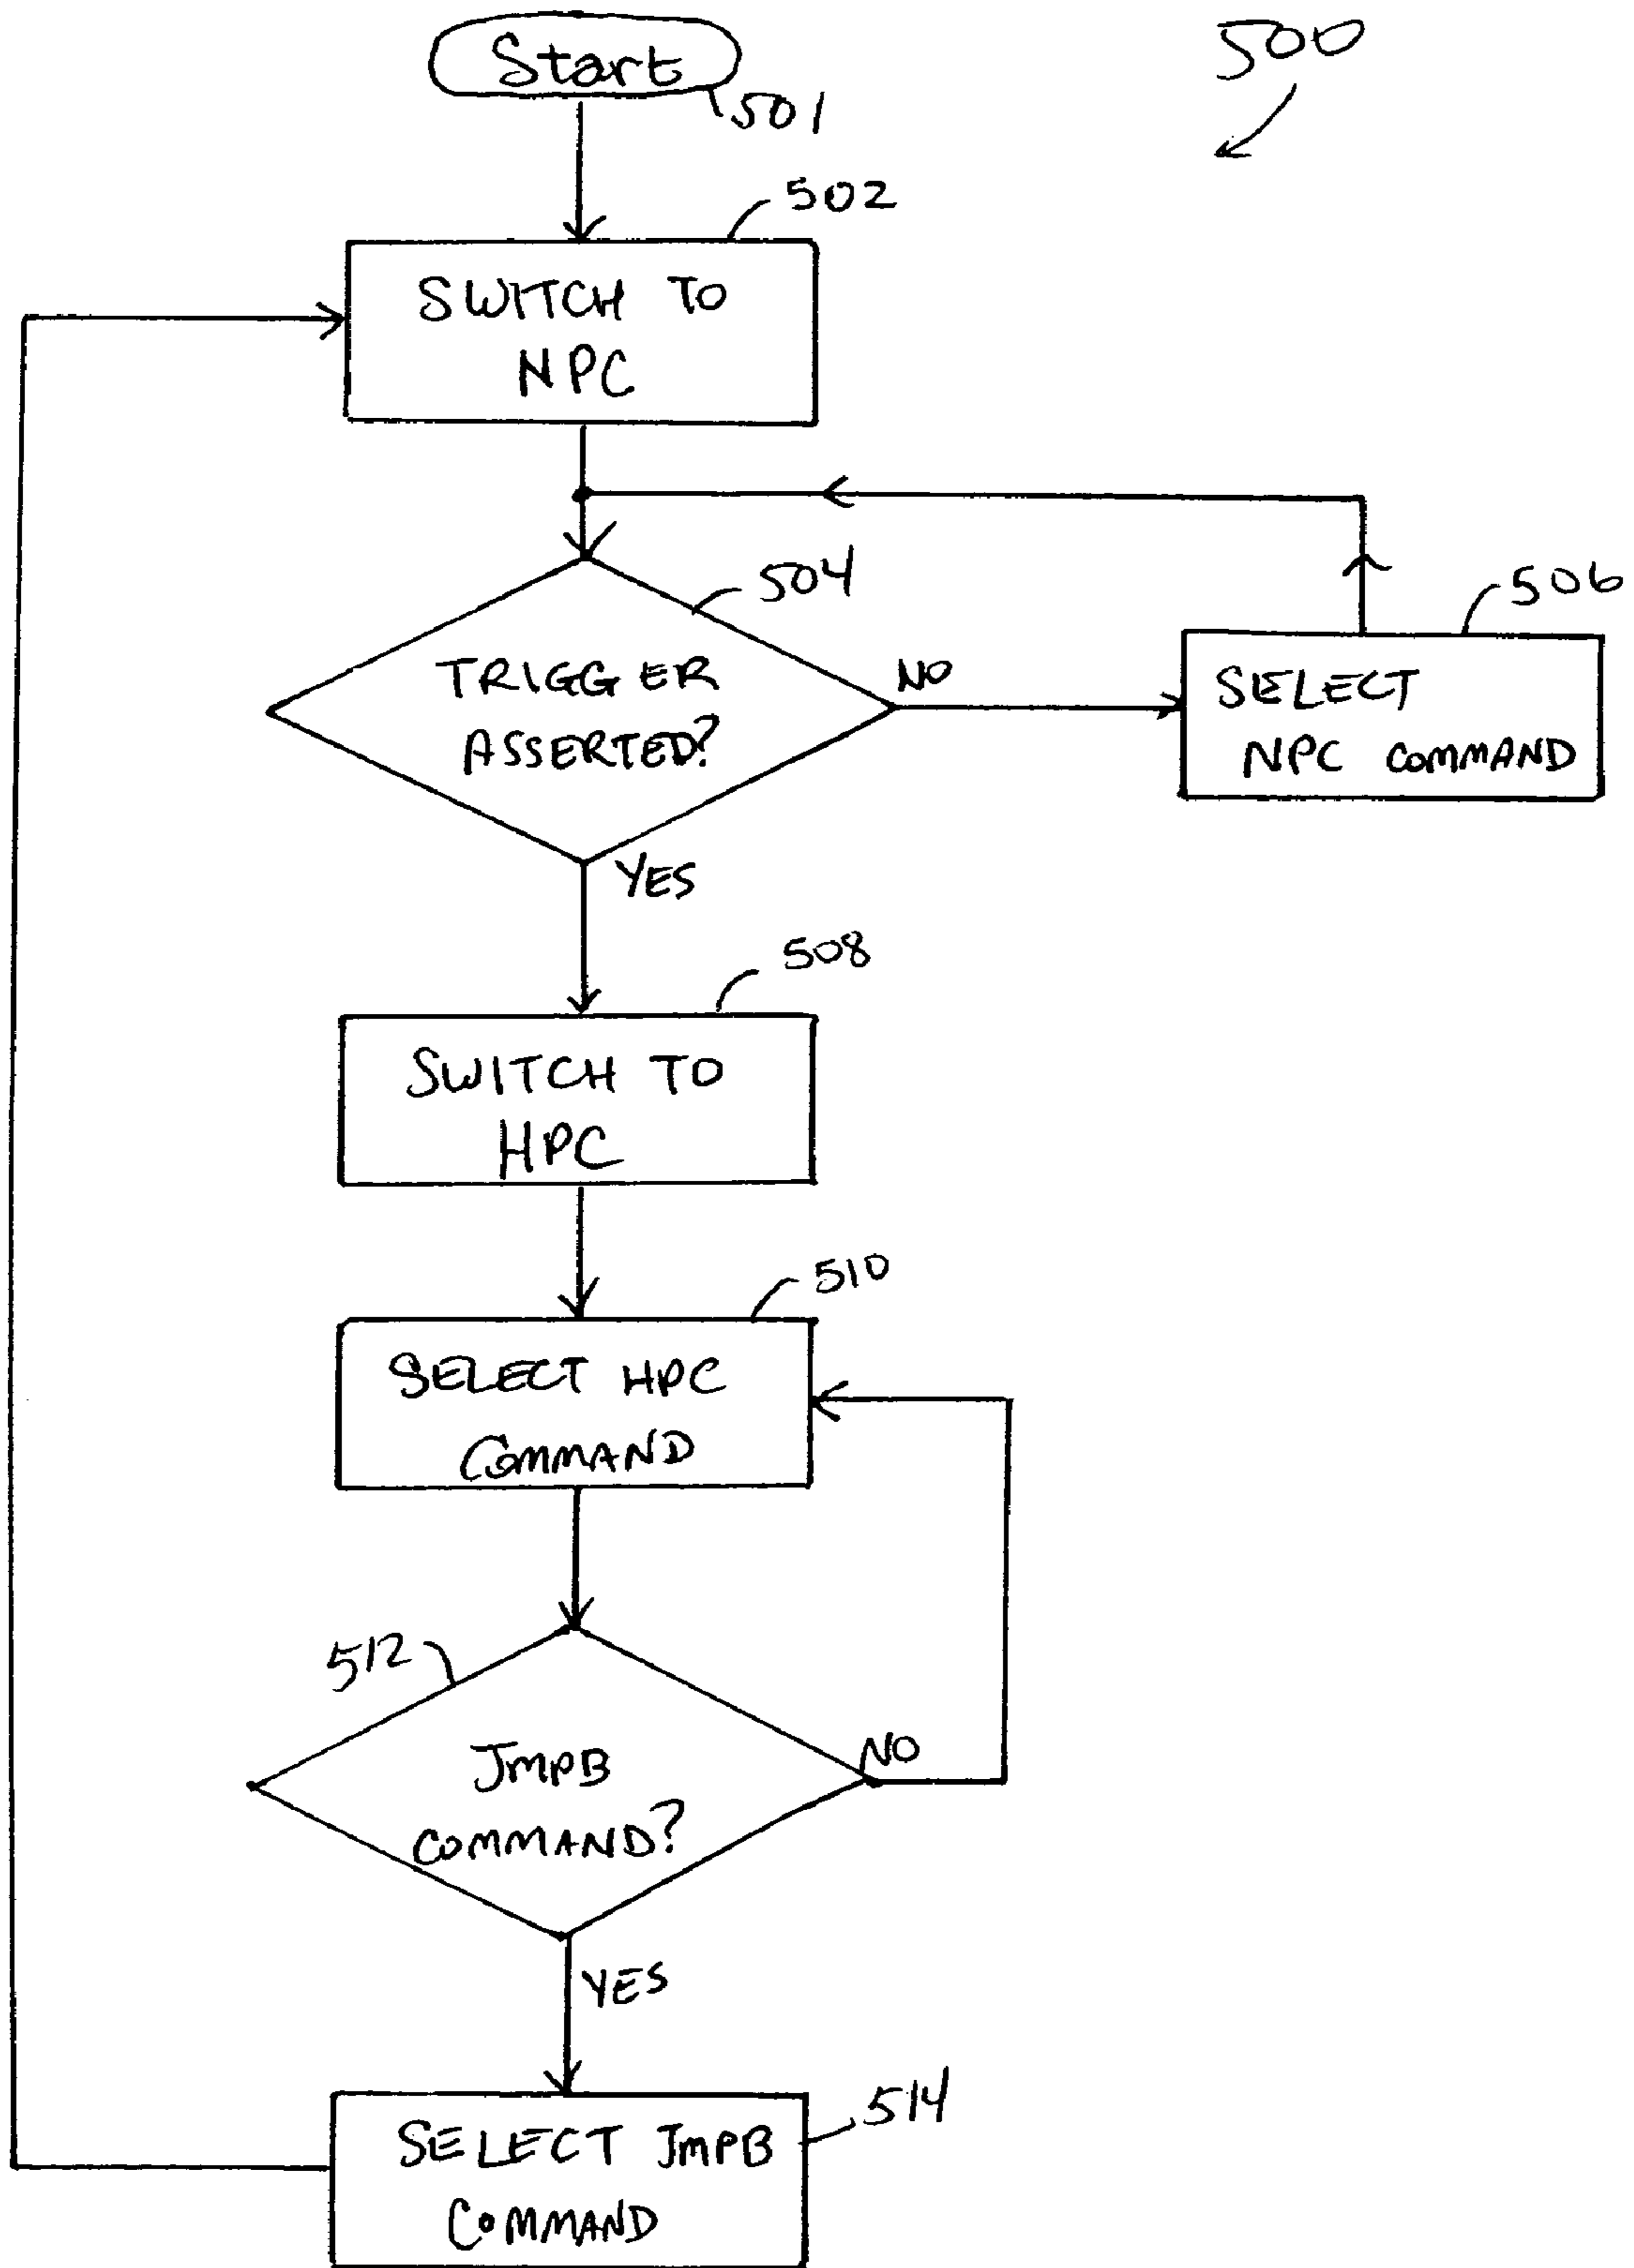 Start
500
501
502
SWITCH TO
NPC
504
506
TRIGGER
ASSERTED?
NO
SELECT
NPC COMMAND
YES
508
SWITCH TO
HPC
510
SELECT HPC
COMMAND
512
JMPB
COMMAND?
NO
YES
514
SELECT JMPB
COMMAND